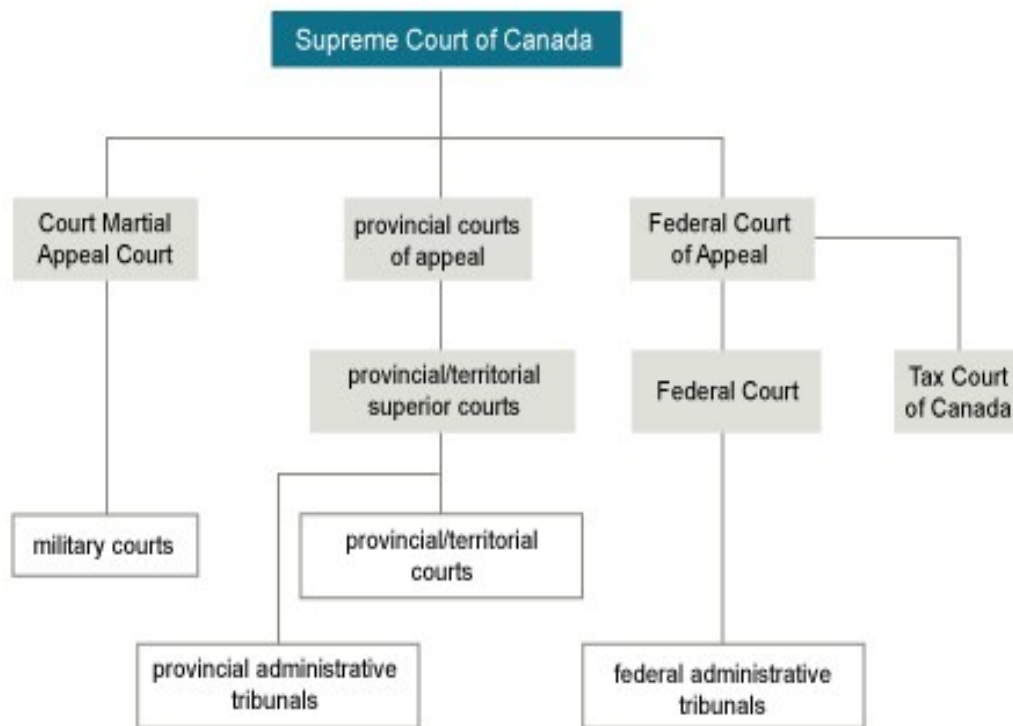 Supreme Court of Canada
Court Martial
Appeal Court
provincial courts
of appeal
Federal Court
of Appeal
provincial/territorial
superior courts
Federal Court
Tax Court
of Canada
military courts
provincial/territorial
courts
provincial administrative
tribunals
federal administrative
tribunals